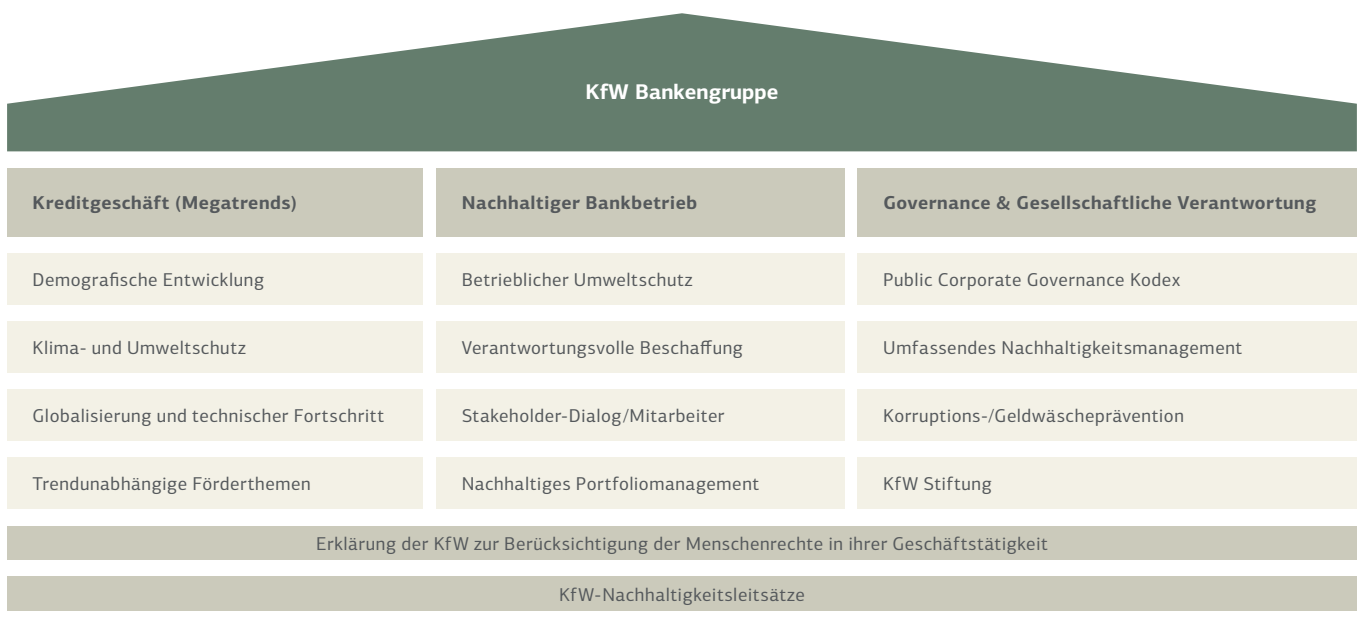 KfW Bankengruppe
Kreditgeschäft (Megatrends)
Nachhaltiger Bankbetrieb
Governance & Gesellschaftliche Verantwortung
Demografische Entwicklung
Betrieblicher Umweltschutz
Public Corporate Governance Kodex
Klima- und Umweltschutz
Verantwortungsvolle Beschaffung
Umfassendes Nachhaltigkeitsmanagement
Globalisierung und technischer Fortschritt
Stakeholder-Dialog/Mitarbeiter
Korruptions-/Geldwäscheprävention
Trendunabhängige Förderthemen
Nachhaltiges Portfoliomanagement
KfW Stiftung
Erklärung der KfW zur Berücksichtigung der Menschenrechte in ihrer Geschäftstätigkeit
KfW-Nachhaltigkeitsleitsätze